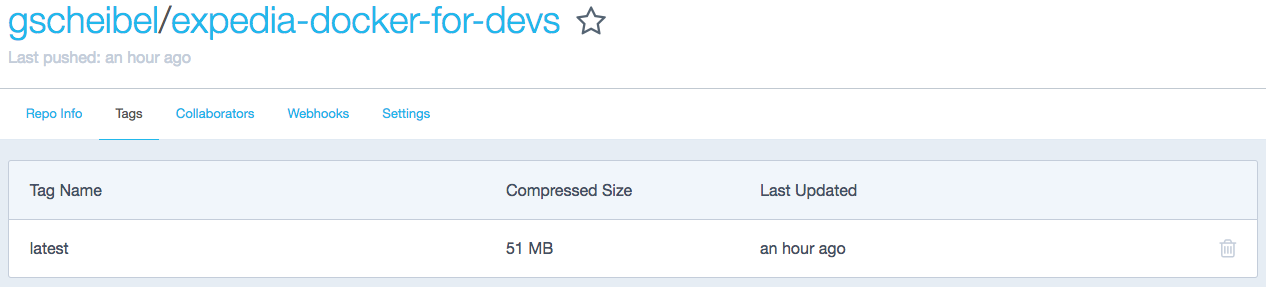 gscheibel/expedia-docker-for-devs
Last pushed: an hour ago
Repo Info Tags Collaborators Webhooks Settings
Tag Name Compressed Size Last Updated
latest 51 MB an hour ago